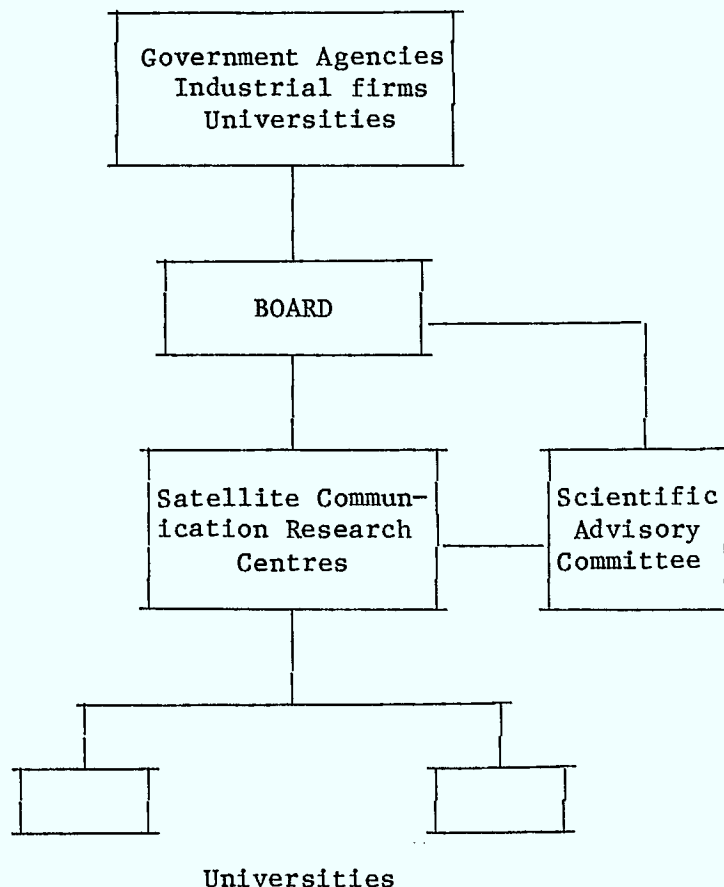 Government Agencies
Industrial firms
Universities
BOARD
Satellite Commun-
ication Research
Centres
Scientific
Advisory
Committee
Universities